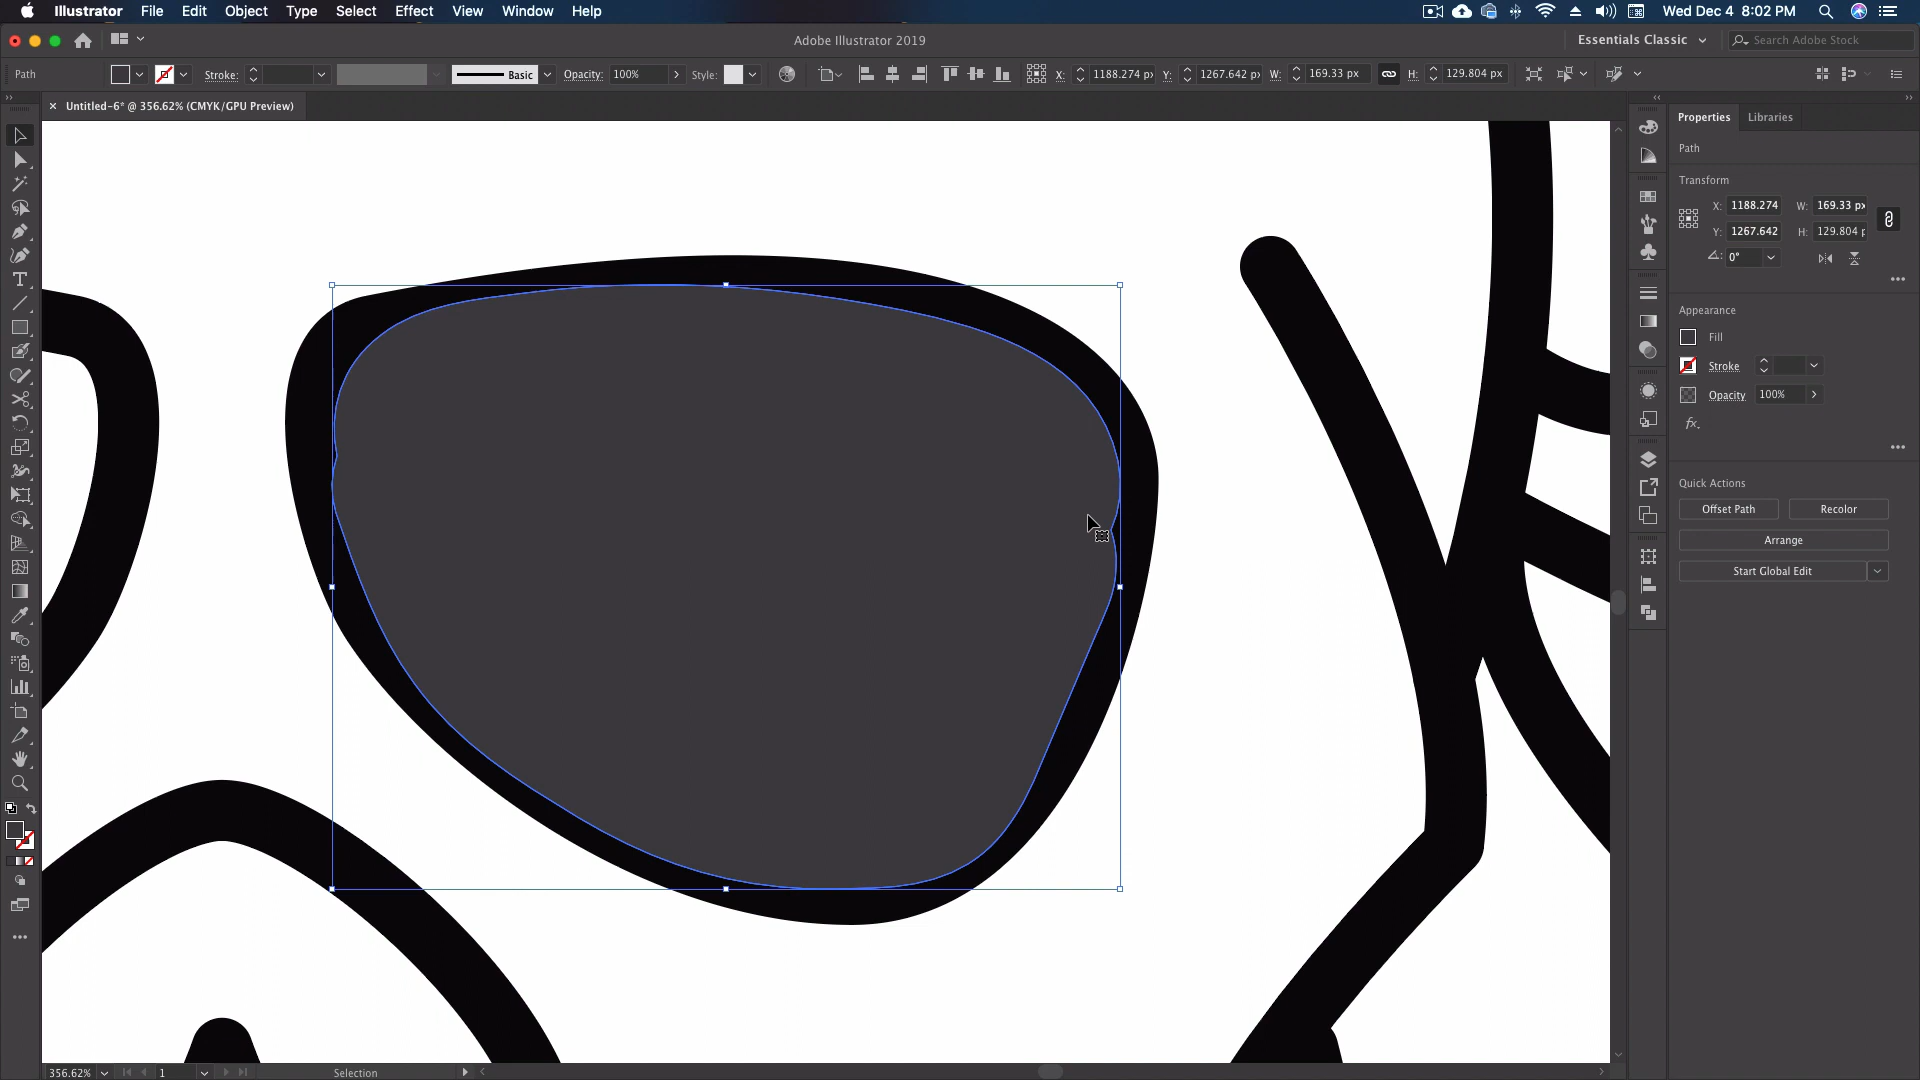 Illustrator File Edit Object Type Select Effect View Window Help
Wed Dec 4 8:02 PM
Adobe Illustrator 2019
Essentials Classic
Search Adobe Stock
Path
Stroke:
Basic
Opacity: 100%
Style:
X: 1188.274 px
Y: 1267.642 px
W: 169.33 px
H: 129.804 px
× Untitled-6* @ 356.62% (CMYK/GPU Preview)
Properties Libraries
Path
Transform
X: 1188.274 W: 169.33 px
Y: 1267.642 H: 129.804 p
0°
Appearance
Fill
Stroke
Opacity 100%
fx.
Quick Actions
Offset Path Recolor
Arrange
Start Global Edit
356.62% 1 Selection